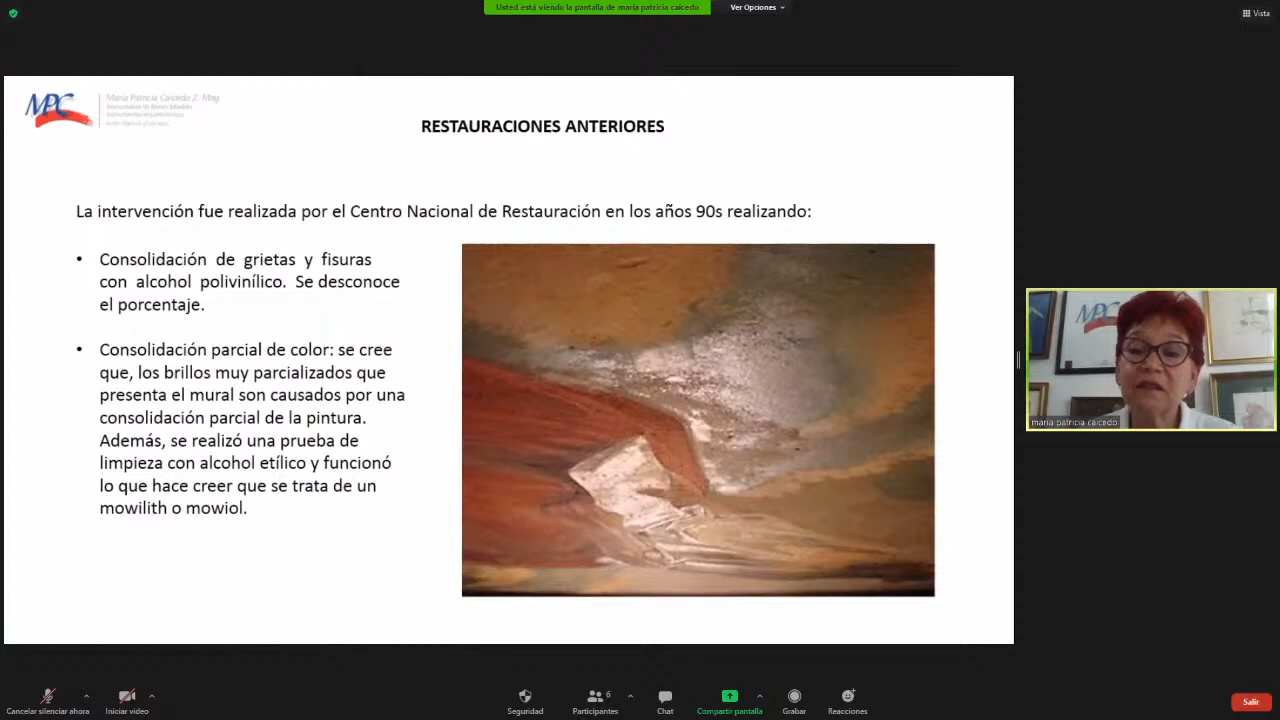 Usted está viendo la pantalla de maria patricia caicedo
Ver Opciones
Vista
MPC
María Patricia Caicedo Z. Mag.
RESTAURACIONES ANTERIORES
La intervención fue realizada por el Centro Nacional de Restauración en los años 90s realizando:
• Consolidación de grietas y fisuras
con alcohol polivinílico. Se desconoce
el porcentaje.
• Consolidación parcial de color: se cree
que, los brillos muy parcializados que
presenta el mural son causados por una
consolidación parcial de la pintura.
Además, se realizó una prueba de
limpieza con alcohol etílico y funcionó
lo que hace creer que se trata de un
mowilith o mowiol.
MPC
maria patricia caicedo
Cancelar silenciar ahora
Iniciar video
Seguridad
6
Participantes
Chat
Compartir pantalla
Grabar
Reacciones
Salir